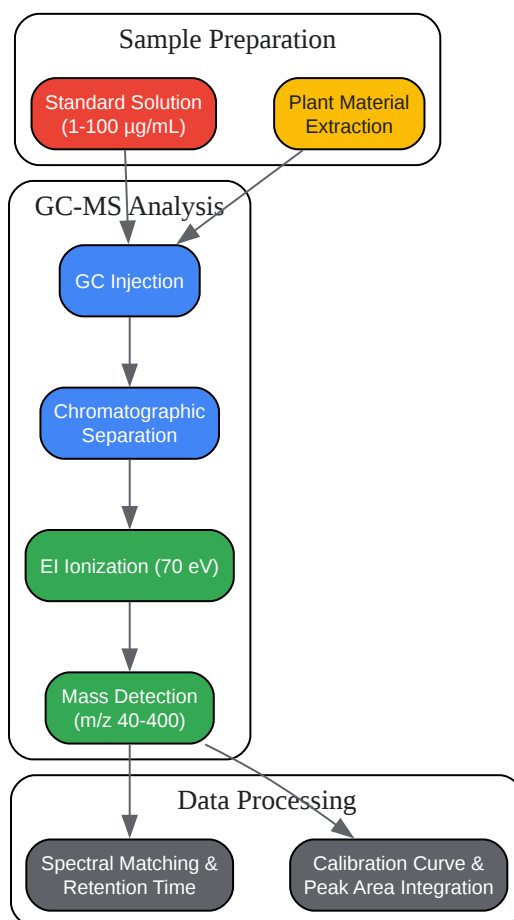 Sample Preparation
Standard Solution
(1-100 µg/mL)
Plant Material
Extraction
GC-MS Analysis
GC Injection
Chromatographic
Separation
EI Ionization (70 eV)
Mass Detection
(m/z 40-400)
Data Processing
Spectral Matching &
Retention Time
Calibration Curve &
Peak Area Integration